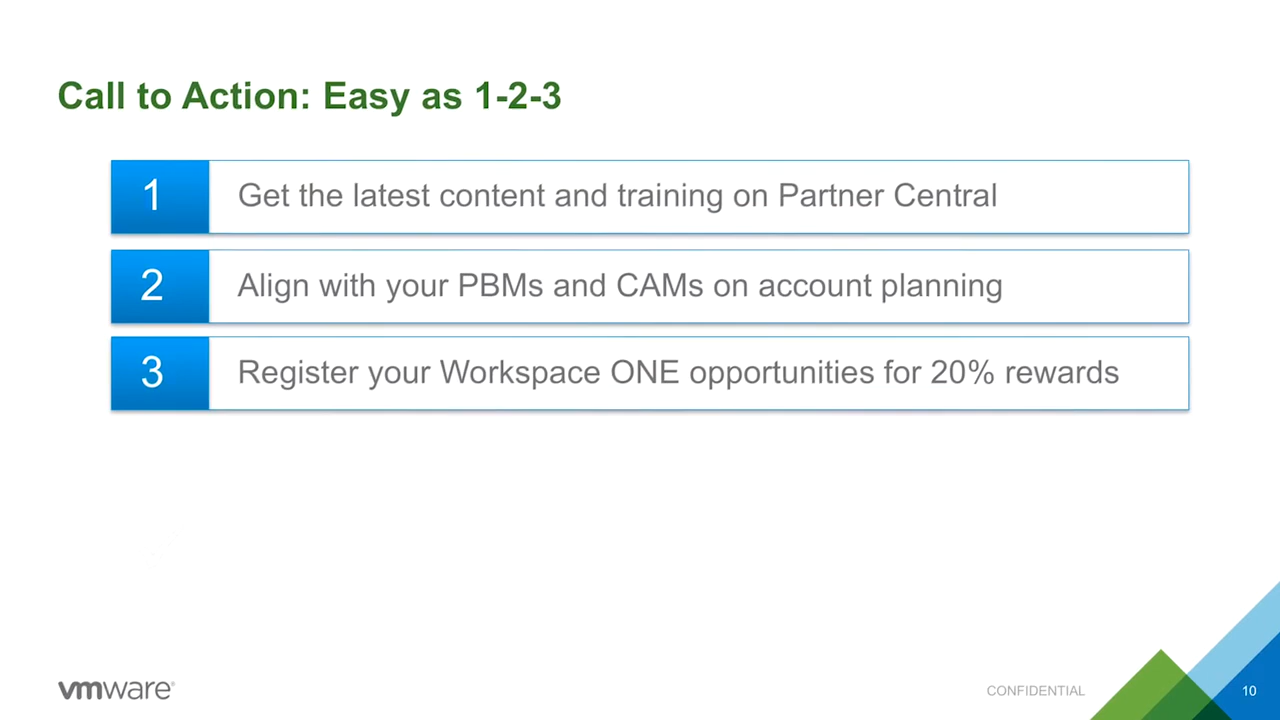 Call to Action: Easy as 1-2-3
1 Get the latest content and training on Partner Central
2 Align with your PBMs and CAMs on account planning
3 Register your Workspace ONE opportunities for 20% rewards
vmware®
CONFIDENTIAL
10